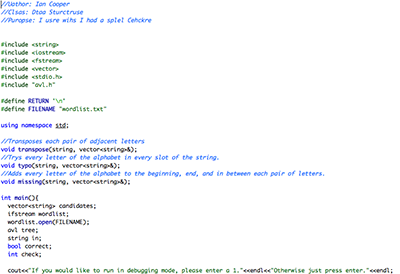 //Uathor; Ian Cooper
//Clsas: Dtaa Sturctruse
//Puropse: I usre wihs I had a splel Cehckre
#include <string>
#include <iostream>
#include <fstream>
#include <vector>
#include <stdio.h>
#include "avl.h"
#define RETURN "\n"
#define FILENAME "wordlist.txt"
using namespace std;
//Transposes each pair of adjacent letters
void transpose(string, vector<string>&);
//Trys every letter of the alphabet in every slot of the string.
void typo(string, vector<string>&);
//Adds every letter of the alphabet to the beginning, end, and in between each pair of letters.
void missing(string, vector<string>&);
int main(){
vector<string> candidates;
ifstream wordlist;
wordlist.open(FILENAME);
avl tree;
string in;
bool correct;
int check;
cout<<"If you would like to run in debugging mode, please enter a 1."<<endl<<"Otherwise just press enter."<<endl;